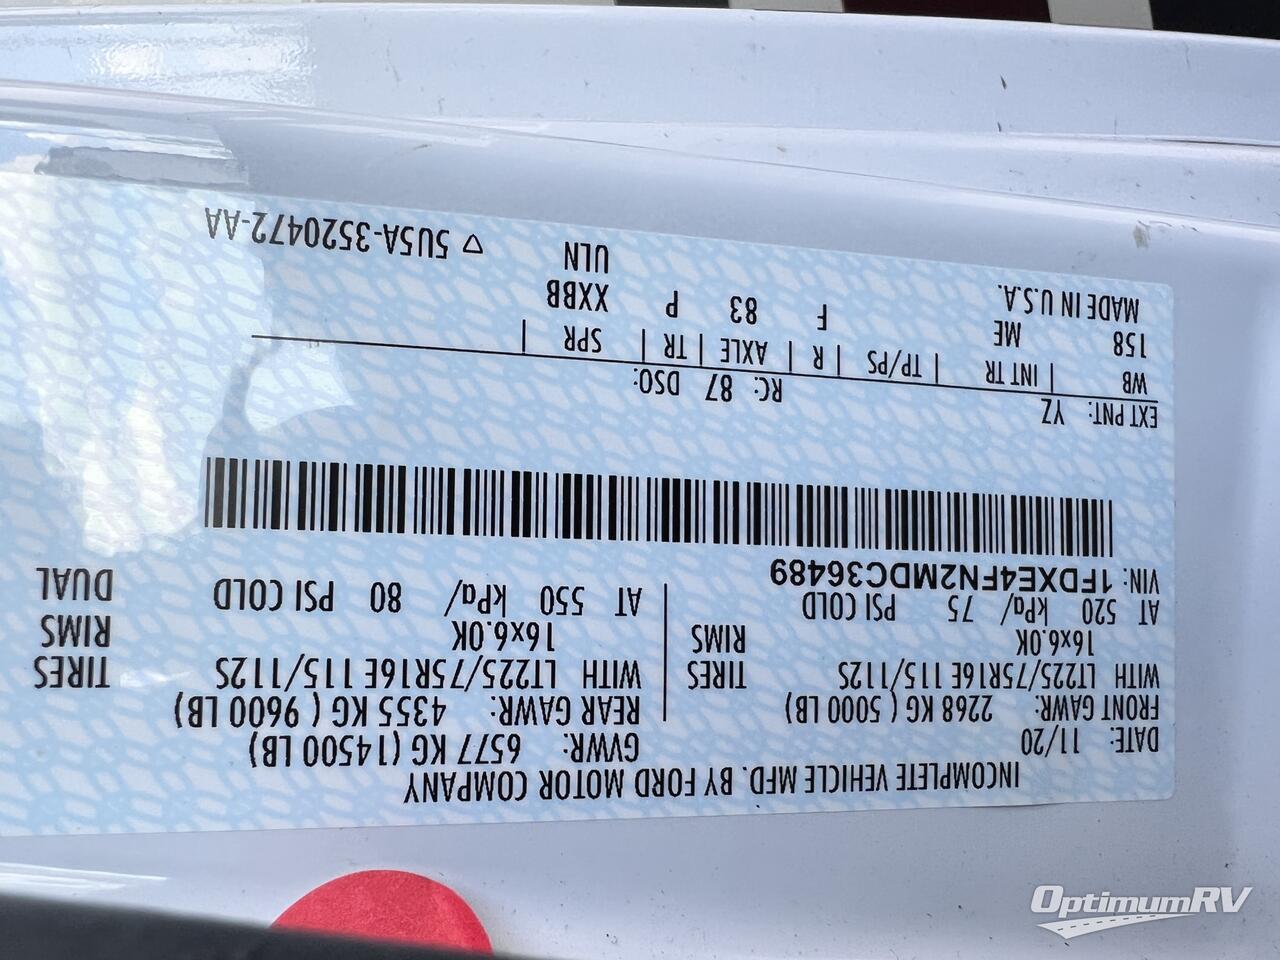 INCOMPLETE VEHICLE MFD. BY FORD MOTOR COMPANY
DATE: 11/20 GVWR: 6577 KG (14500 LB)
FRONT GAWR: 2268 KG (5000 LB) REAR GAWR: 4355 KG (9600 LB)
WITH LT225/75R16E 115/112S TIRES WITH LT225/75R16E 115/112S TIRES
16x6.0K RIMS 16x6.0K RIMS
AT 520 kPa/ 75 PSI COLD AT 550 kPa/ 80 PSI COLD DUAL
VIN: 1FDXE4FN2MDC36489
EXT PNT: YZ RC: 87 DSO:
WB | INT TR | TP/PS | R | AXLE | TR | SPR |
158 ME F 83 P XXBB
MADE IN U.S.A. ULN
▽ 5U5A-3520472-AA
OptimumRV